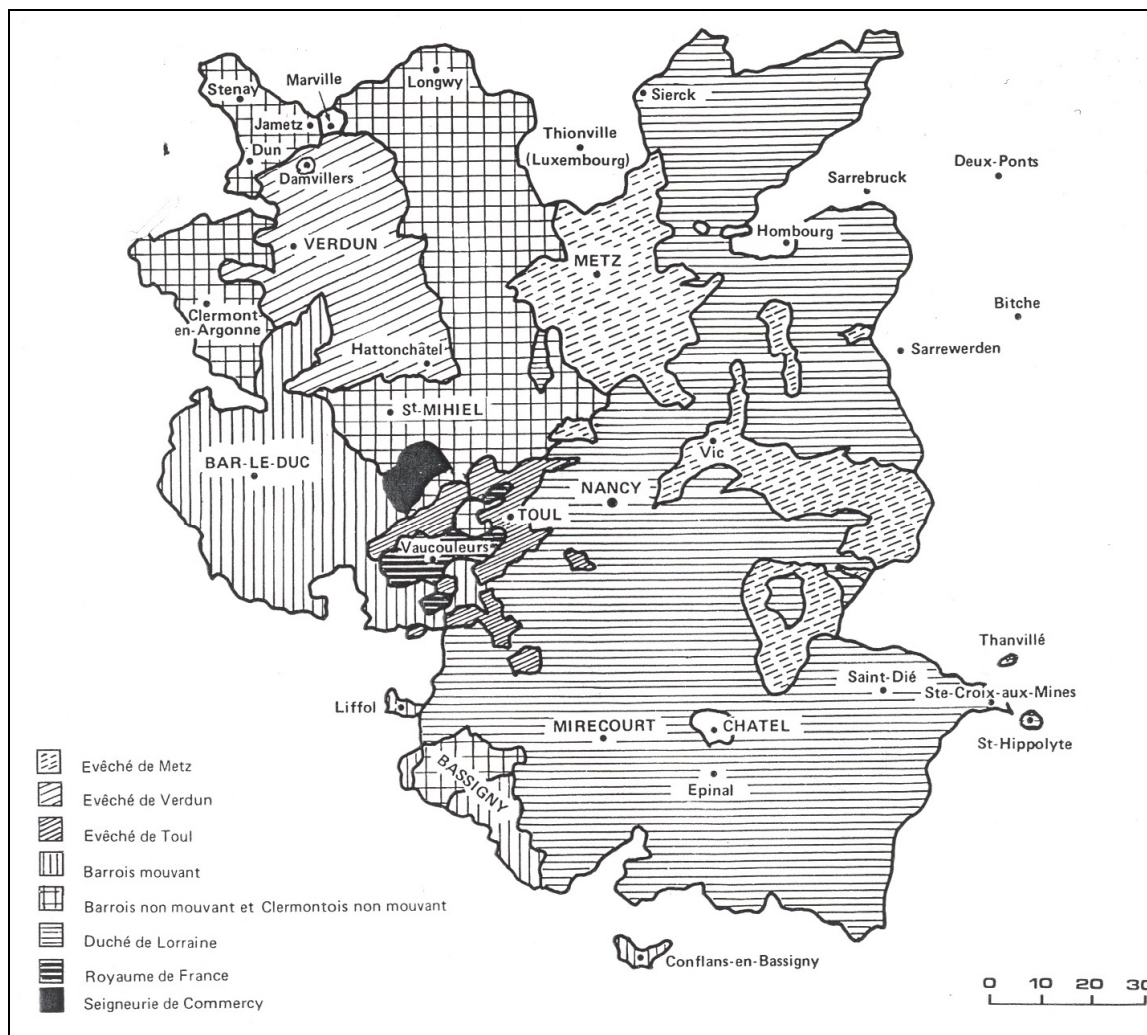 Stenay
Marville
Longwy
Jametz
Sierck
Thionville
(Luxembourg)
Dun
Damvillers
Deux-Ponts
Sarrebruck
VERDUN
Hombourg
METZ
Clermont-
en-Argonne
Bitche
Hattonchâtel
Sarrewerden
St-MIHIEL
BAR-LE-DUC
Vic
NANCY
TOUL
Vaucouleurs
Thanvillé
Saint-Dié
Ste-Croix-aux-Mines
Liffol
MIRECOURT
CHATEL
St-Hippolyte
BASSIGNY
Epinal
Conflans-en-Bassigny
Evêché de Metz
Evêché de Verdun
Evêché de Toul
Barrois mouvant
Barrois non mouvant et Clermontois non mouvant
Duché de Lorraine
Royaume de France
Seigneurie de Commercy
0 10 20 30